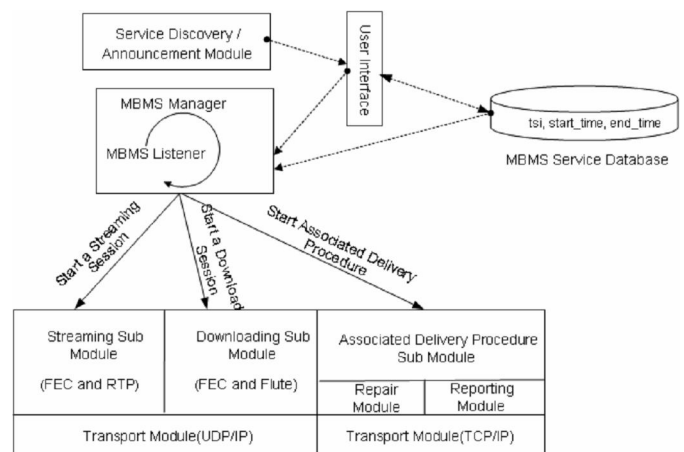 Service Discovery /
Announcement Module
User Interface
MBMS Manager
MBMS Listener
tsi, start_time, end_time
MBMS Service Database
Start a Streaming
Session
Start a Download
Session
Start Associated Delivery
Procedure
Streaming Sub
Module
(FEC and RTP)
Downloading Sub
Module
(FEC and Flute)
Associated Delivery Procedure
Sub Module
Repair
Module
Reporting
Module
Transport Module(UDP/IP)
Transport Module(TCP/IP)